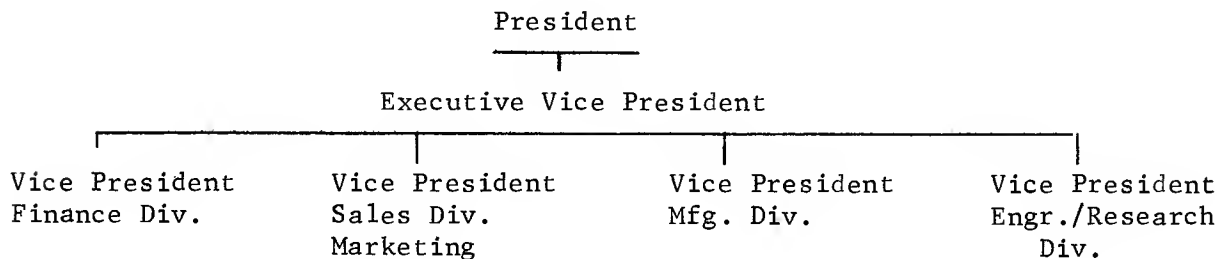 President
Executive Vice President
Vice President
Finance Div.
Vice President
Sales Div.
Marketing
Vice President
Mfg. Div.
Vice President
Engr./Research
Div.